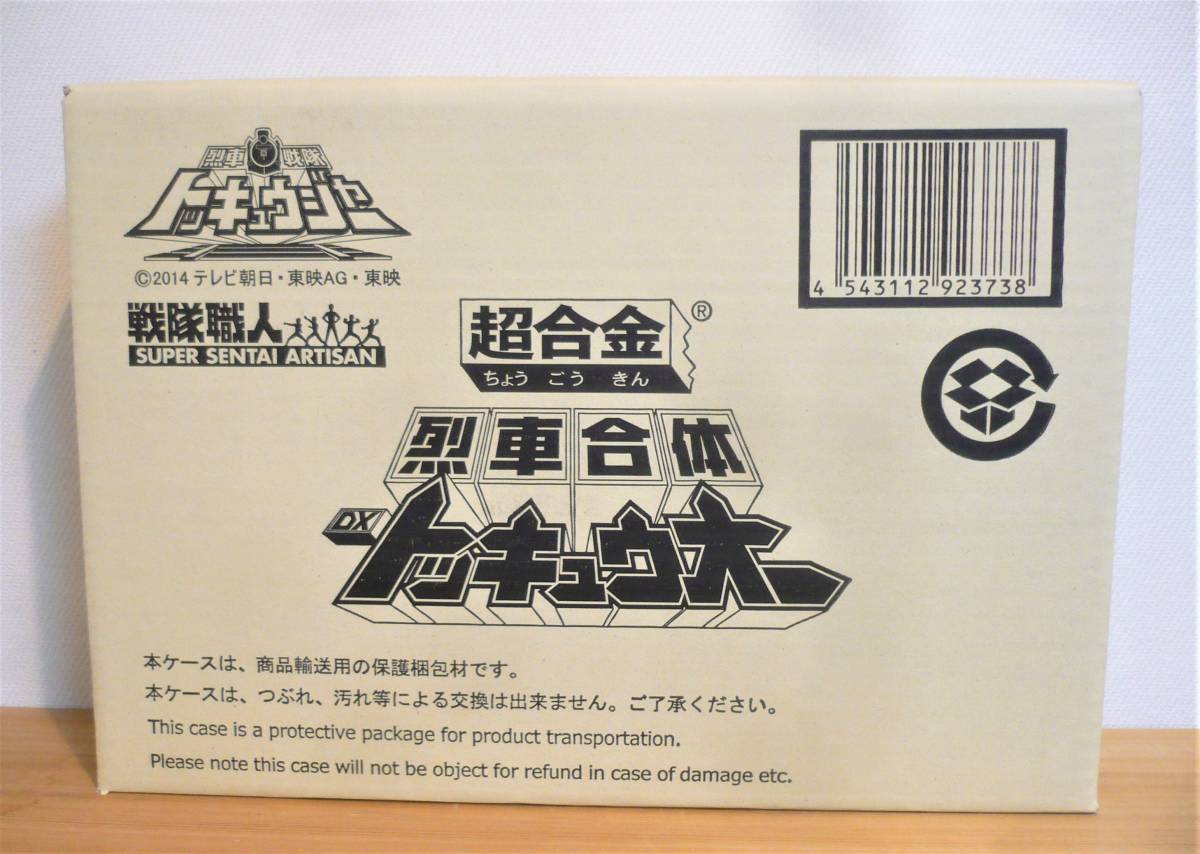 烈車戦隊
トッキュウジャー
©2014 テレビ朝日・東映AG・東映
戦隊職人
SUPER SENTAI ARTISAN
4 543112 923738
超合金®
ちょう ごう きん
烈車合体
DX トッキュウオー
本ケースは、商品輸送用の保護梱包材です。
本ケースは、つぶれ、汚れ等による交換は出来ません。ご了承ください。
This case is a protective package for product transportation.
Please note this case will not be object for refund in case of damage etc.